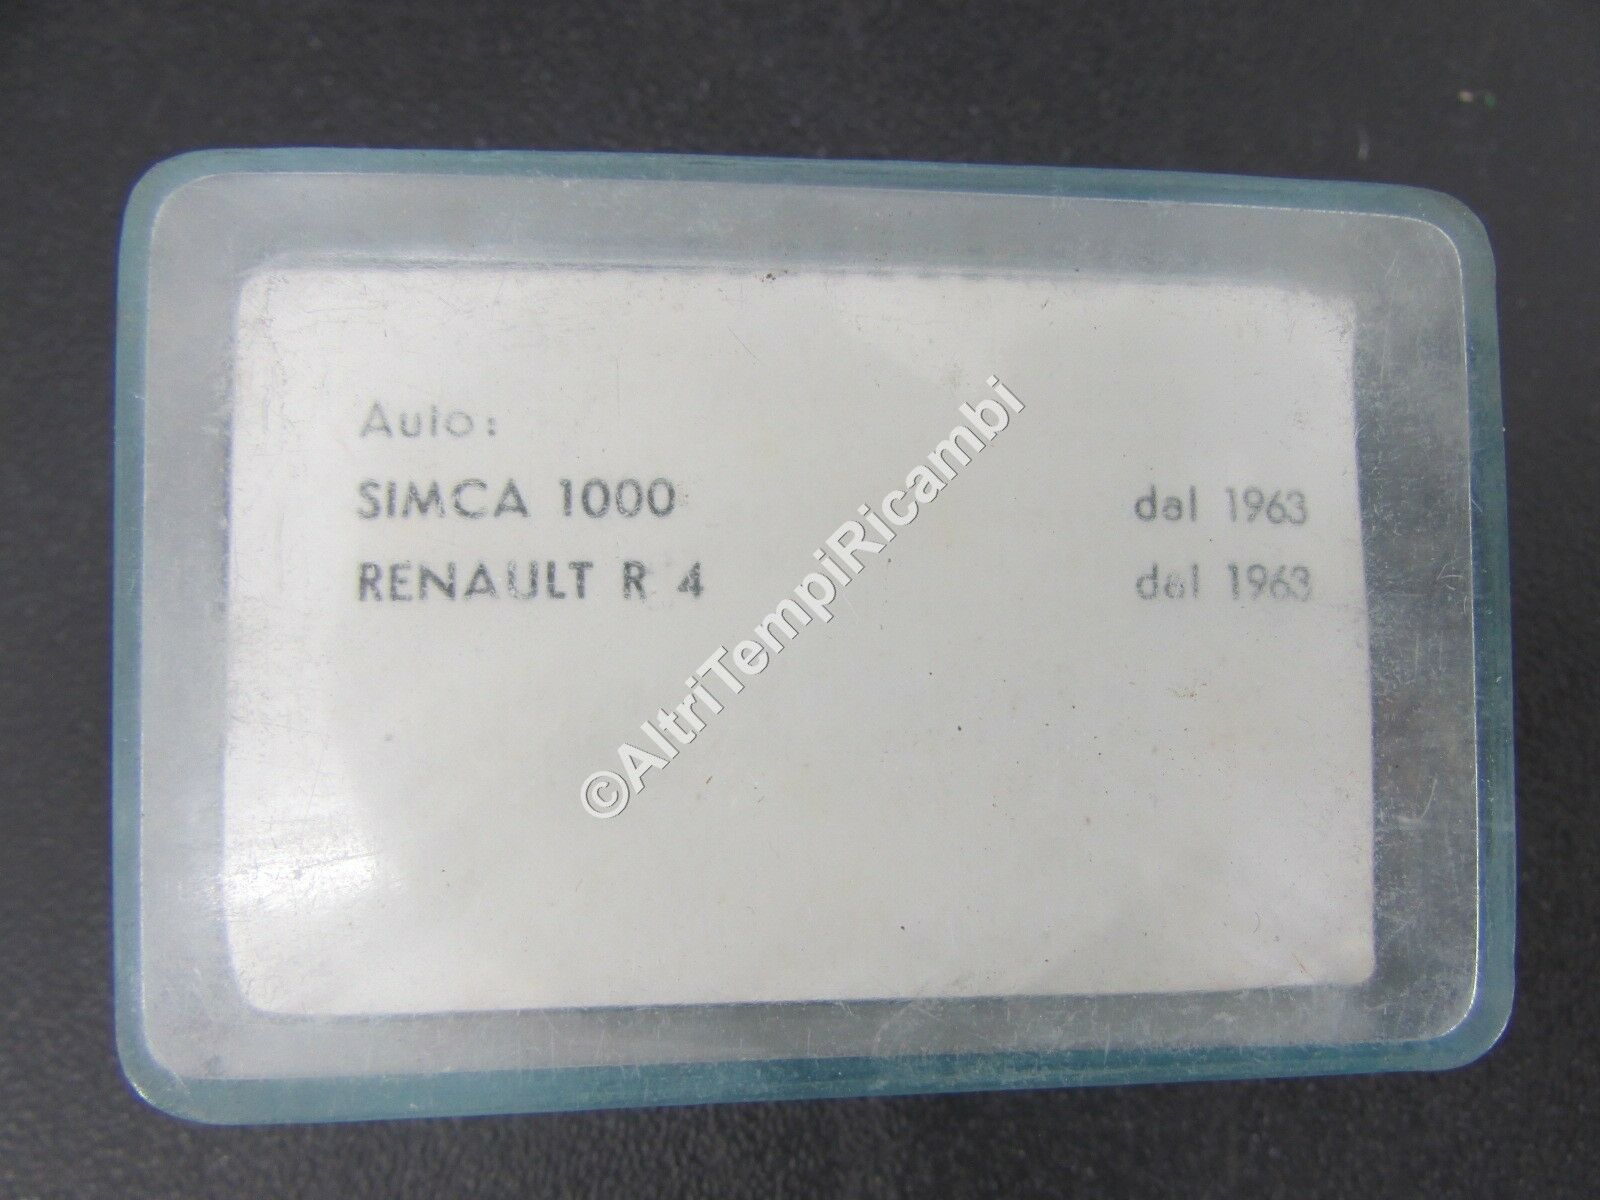 Auto:
SIMCA 1000 dal 1963
RENAULT R 4 dal 1963
©AltriTempiRicambi